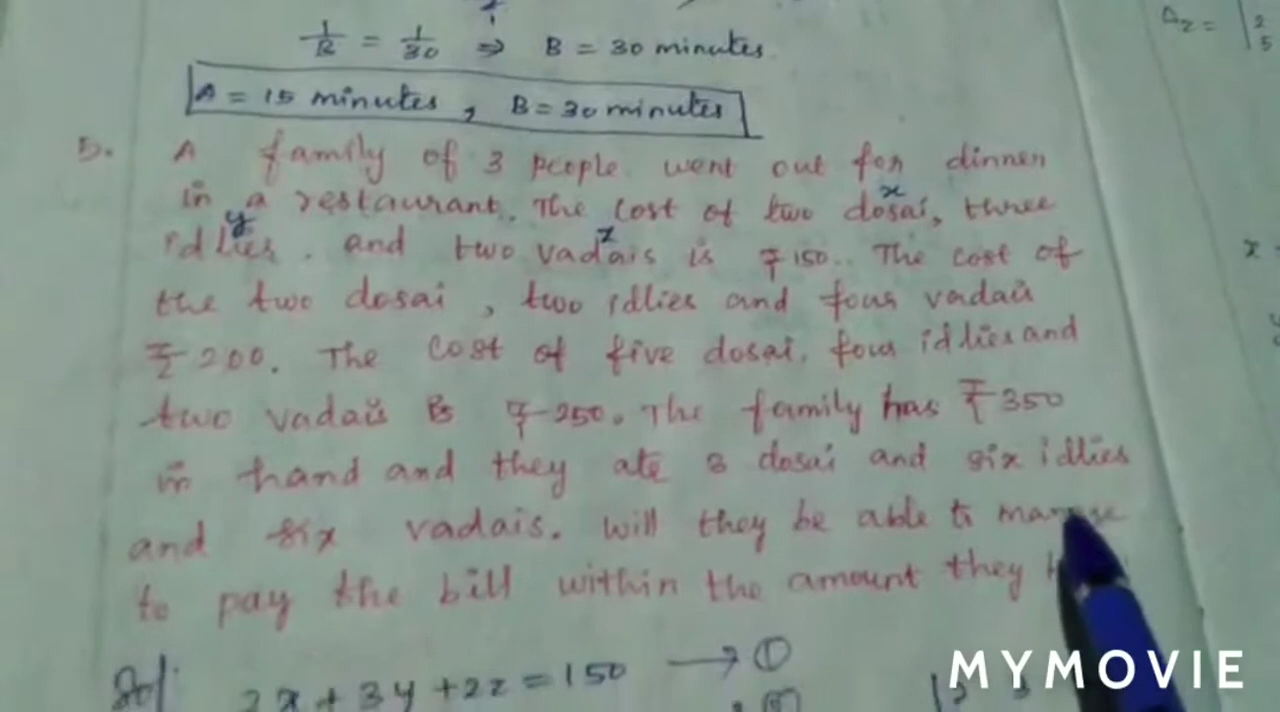 1/B = 1/30 ⇒ B = 30 minutes
A = 15 minutes, B = 30 minutes
Δz = | 2
5
5. A family of 3 people went out for dinner
in a restaurant. The cost of two dosai, three
x
y
idlies and two vadais is ₹150. The cost of
z
x
the two dosai, two idlies and four vadais
₹200. The cost of five dosai, four idlies and
two vadais is ₹250. The family has ₹350
in hand and they ate 3 dosai and six idlies
and six vadais. Will they be able to
to pay the bill within the amount they
Sol:
2x + 3y + 2z = 150 → ①
MYMOVIE